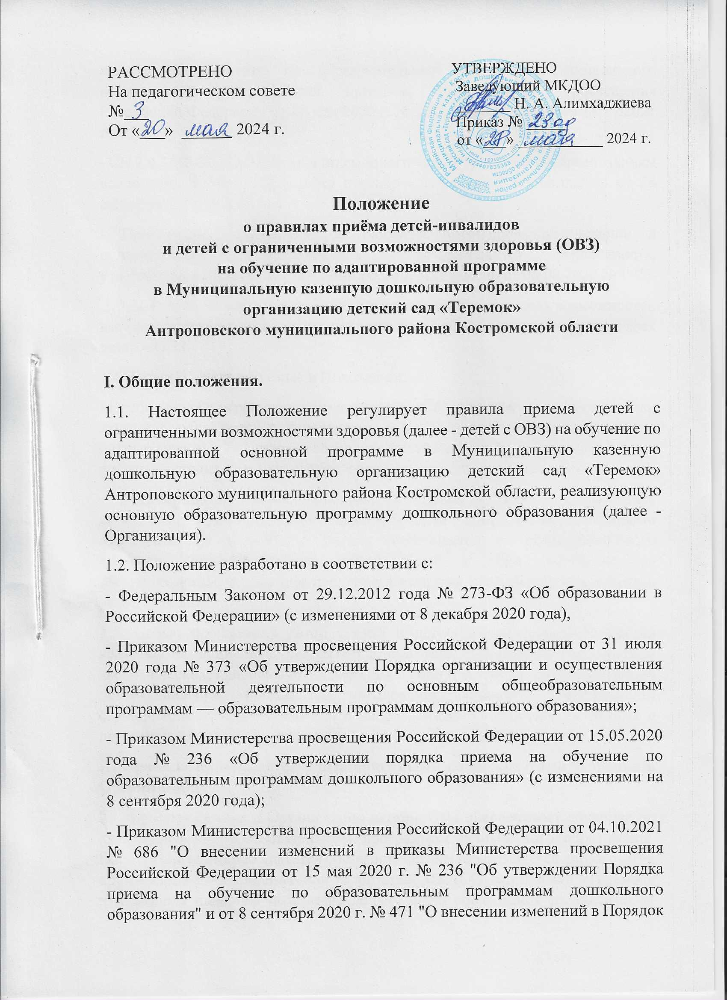 РАССМОТРЕНО
На педагогическом совете
№ 3
От «20» мая 2024 г.
УТВЕРЖДЕНО
Заведующий МКДОО
Н. А. Алимхаджиева
Приказ № 23 од
от «28» мая 2024 г.
Положение
о правилах приёма детей-инвалидов
и детей с ограниченными возможностями здоровья (ОВЗ)
на обучение по адаптированной программе
в Муниципальную казенную дошкольную образовательную
организацию детский сад «Теремок»
Антроповского муниципального района Костромской области
I. Общие положения.
1.1. Настоящее Положение регулирует правила приема детей с
ограниченными возможностями здоровья (далее - детей с ОВЗ) на обучение по
адаптированной основной программе в Муниципальную казенную
дошкольную образовательную организацию детский сад «Теремок»
Антроповского муниципального района Костромской области, реализующую
основную образовательную программу дошкольного образования (далее -
Организация).
1.2. Положение разработано в соответствии с:
- Федеральным Законом от 29.12.2012 года № 273-ФЗ «Об образовании в
Российской Федерации» (с изменениями от 8 декабря 2020 года),
- Приказом Министерства просвещения Российской Федерации от 31 июля
2020 года № 373 «Об утверждении Порядка организации и осуществления
образовательной деятельности по основным общеобразовательным
программам — образовательным программам дошкольного образования»;
- Приказом Министерства просвещения Российской Федерации от 15.05.2020
года № 236 «Об утверждении порядка приема на обучение по
образовательным программам дошкольного образования» (с изменениями на
8 сентября 2020 года);
- Приказом Министерства просвещения Российской Федерации от 04.10.2021
№ 686 "О внесении изменений в приказы Министерства просвещения
Российской Федерации от 15 мая 2020 г. № 236 "Об утверждении Порядка
приема на обучение по образовательным программам дошкольного
образования" и от 8 сентября 2020 г. № 471 "О внесении изменений в Порядок